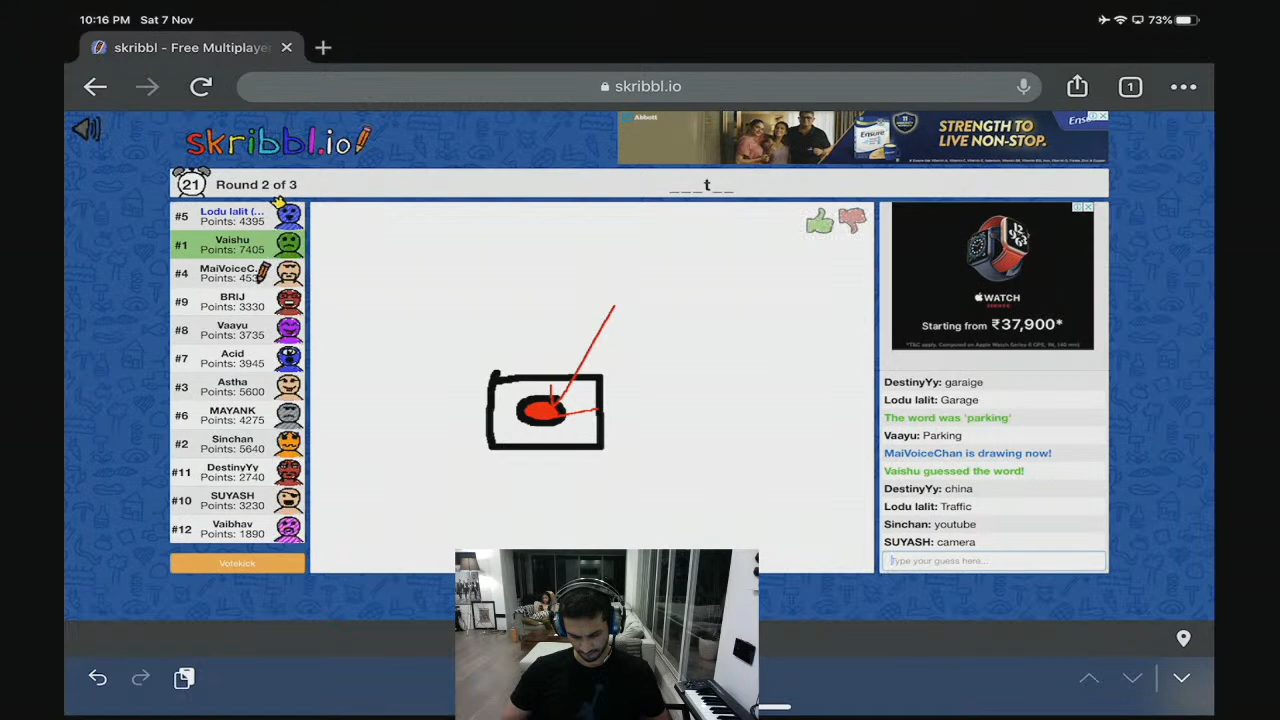 10:16 PM Sat 7 Nov
73%
skribbl - Free Multiplaye
skribbl.io
1
skribbl.io
Abbott
Ensure
STRENGTH TO
LIVE NON-STOP.
21
Round 2 of 3
___t__
#5 Lodu lalit (...
Points: 4395
#1 Vaishu
Points: 7405
#4 MaiVoiceC...
Points: 453
#9 BRIJ
Points: 3330
#8 Vaayu
Points: 3735
#7 Acid
Points: 3945
#3 Astha
Points: 5600
#6 MAYANK
Points: 4275
#2 Sinchan
Points: 5640
#11 DestinyYy
Points: 2740
#10 SUYASH
Points: 3230
#12 Vaibhav
Points: 1890
Votekick
WATCH
Starting from ₹37,900*
DestinyYy: garaige
Lodu lalit: Garage
The word was 'parking'
Vaayu: Parking
MaiVoiceChan is drawing now!
Vaishu guessed the word!
DestinyYy: china
Lodu lalit: Traffic
Sinchan: youtube
SUYASH: camera
Type your guess here...